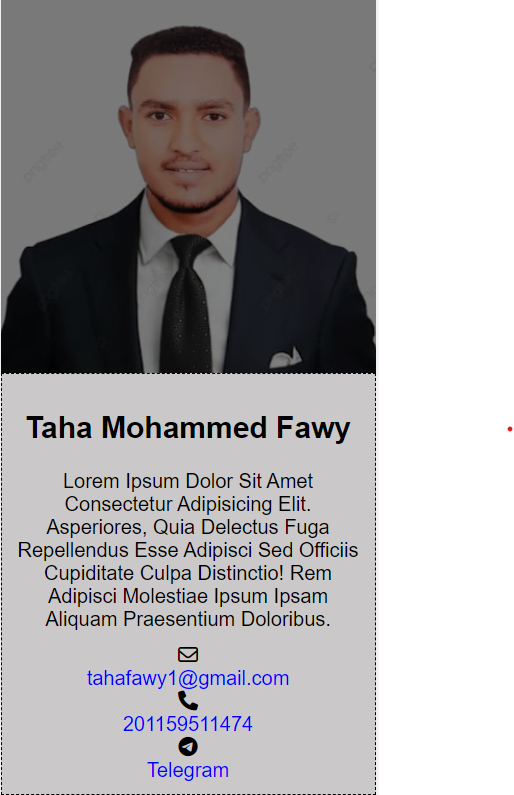 Taha Mohammed Fawy
Lorem Ipsum Dolor Sit Amet
Consectetur Adipisicing Elit.
Asperiores, Quia Delectus Fuga
Repellendus Esse Adipisci Sed Officiis
Cupiditate Culpa Distinctio! Rem
Adipisci Molestiae Ipsum Ipsam
Aliquam Praesentium Doloribus.
tahafawy1@gmail.com
201159511474
Telegram